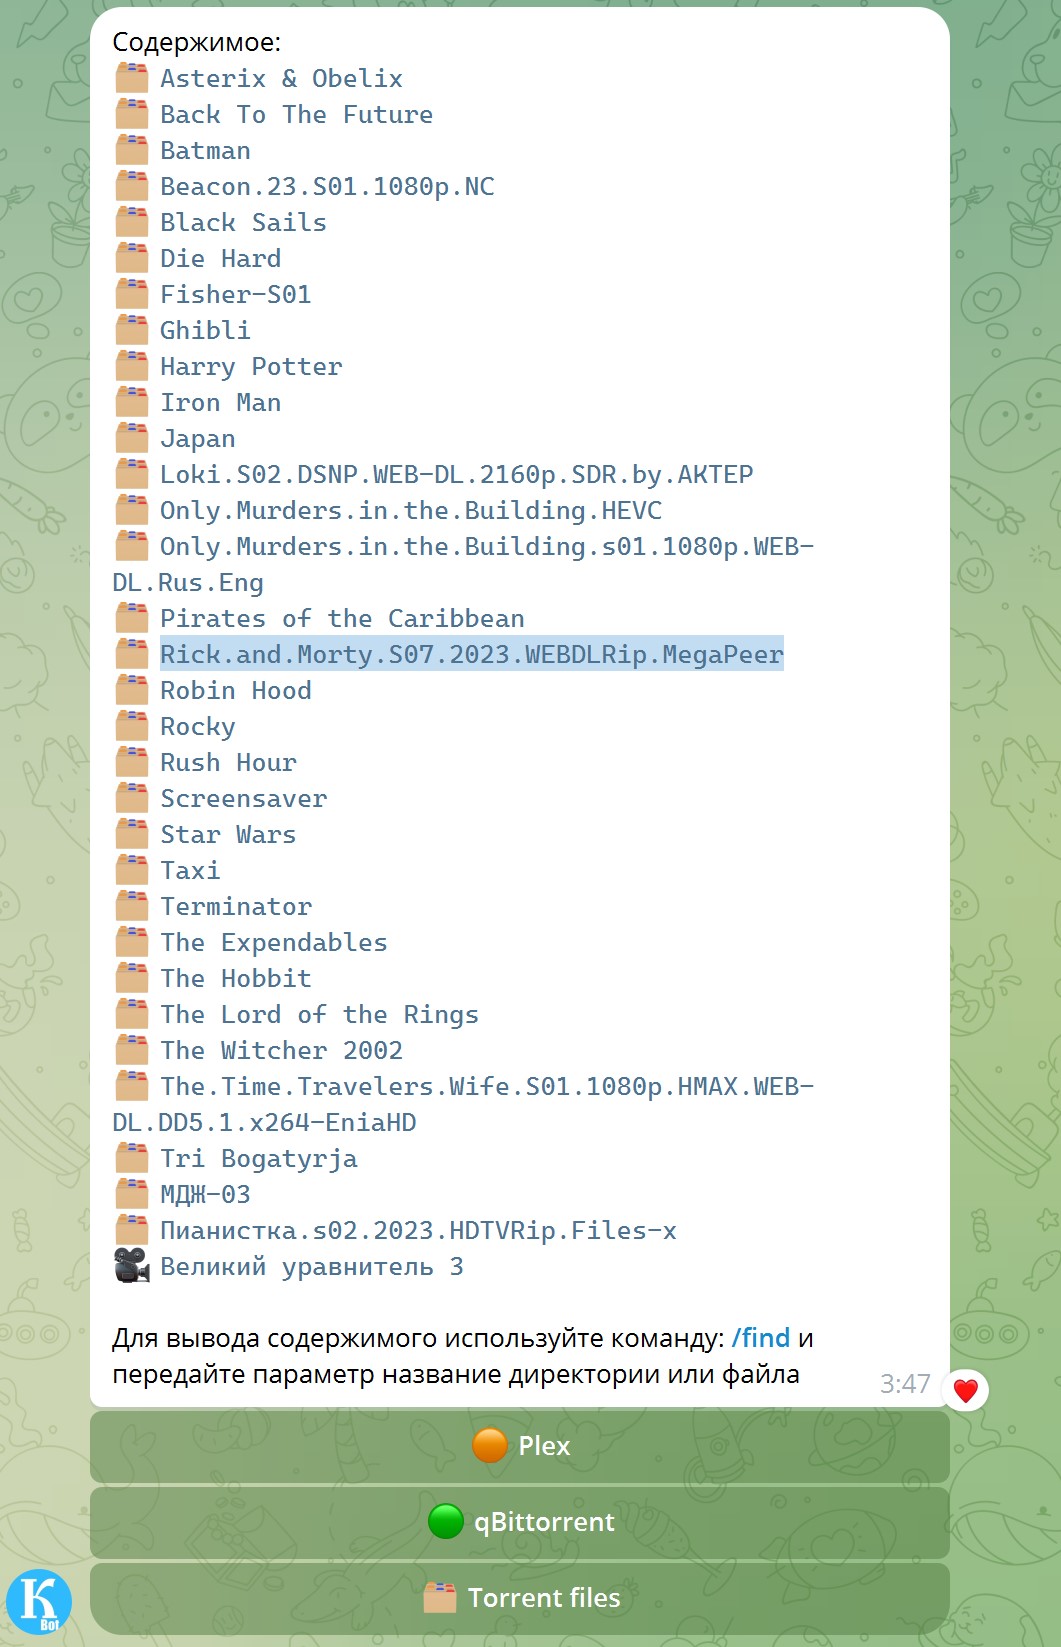 Содержимое:
Asterix & Obelix
Back To The Future
Batman
Beacon.23.S01.1080p.NC
Black Sails
Die Hard
Fisher-S01
Ghibli
Harry Potter
Iron Man
Japan
Loki.S02.DSNP.WEB-DL.2160p.SDR.by.AKTEP
Only.Murders.in.the.Building.HEVC
Only.Murders.in.the.Building.s01.1080p.WEB-
DL.Rus.Eng
Pirates of the Caribbean
Rick.and.Morty.S07.2023.WEBDLRip.MegaPeer
Robin Hood
Rocky
Rush Hour
Screensaver
Star Wars
Taxi
Terminator
The Expendables
The Hobbit
The Lord of the Rings
The Witcher 2002
The.Time.Travelers.Wife.S01.1080p.HMAX.WEB-
DL.DD5.1.x264-EniaHD
Tri Bogatyrja
МДЖ-03
Пианистка.s02.2023.HDTVRip.Files-x
Великий уравнитель 3
Для вывода содержимого используйте команду: /find и
передайте параметр название директории или файла
3:47
Plex
qBittorrent
Torrent files
K
Bot